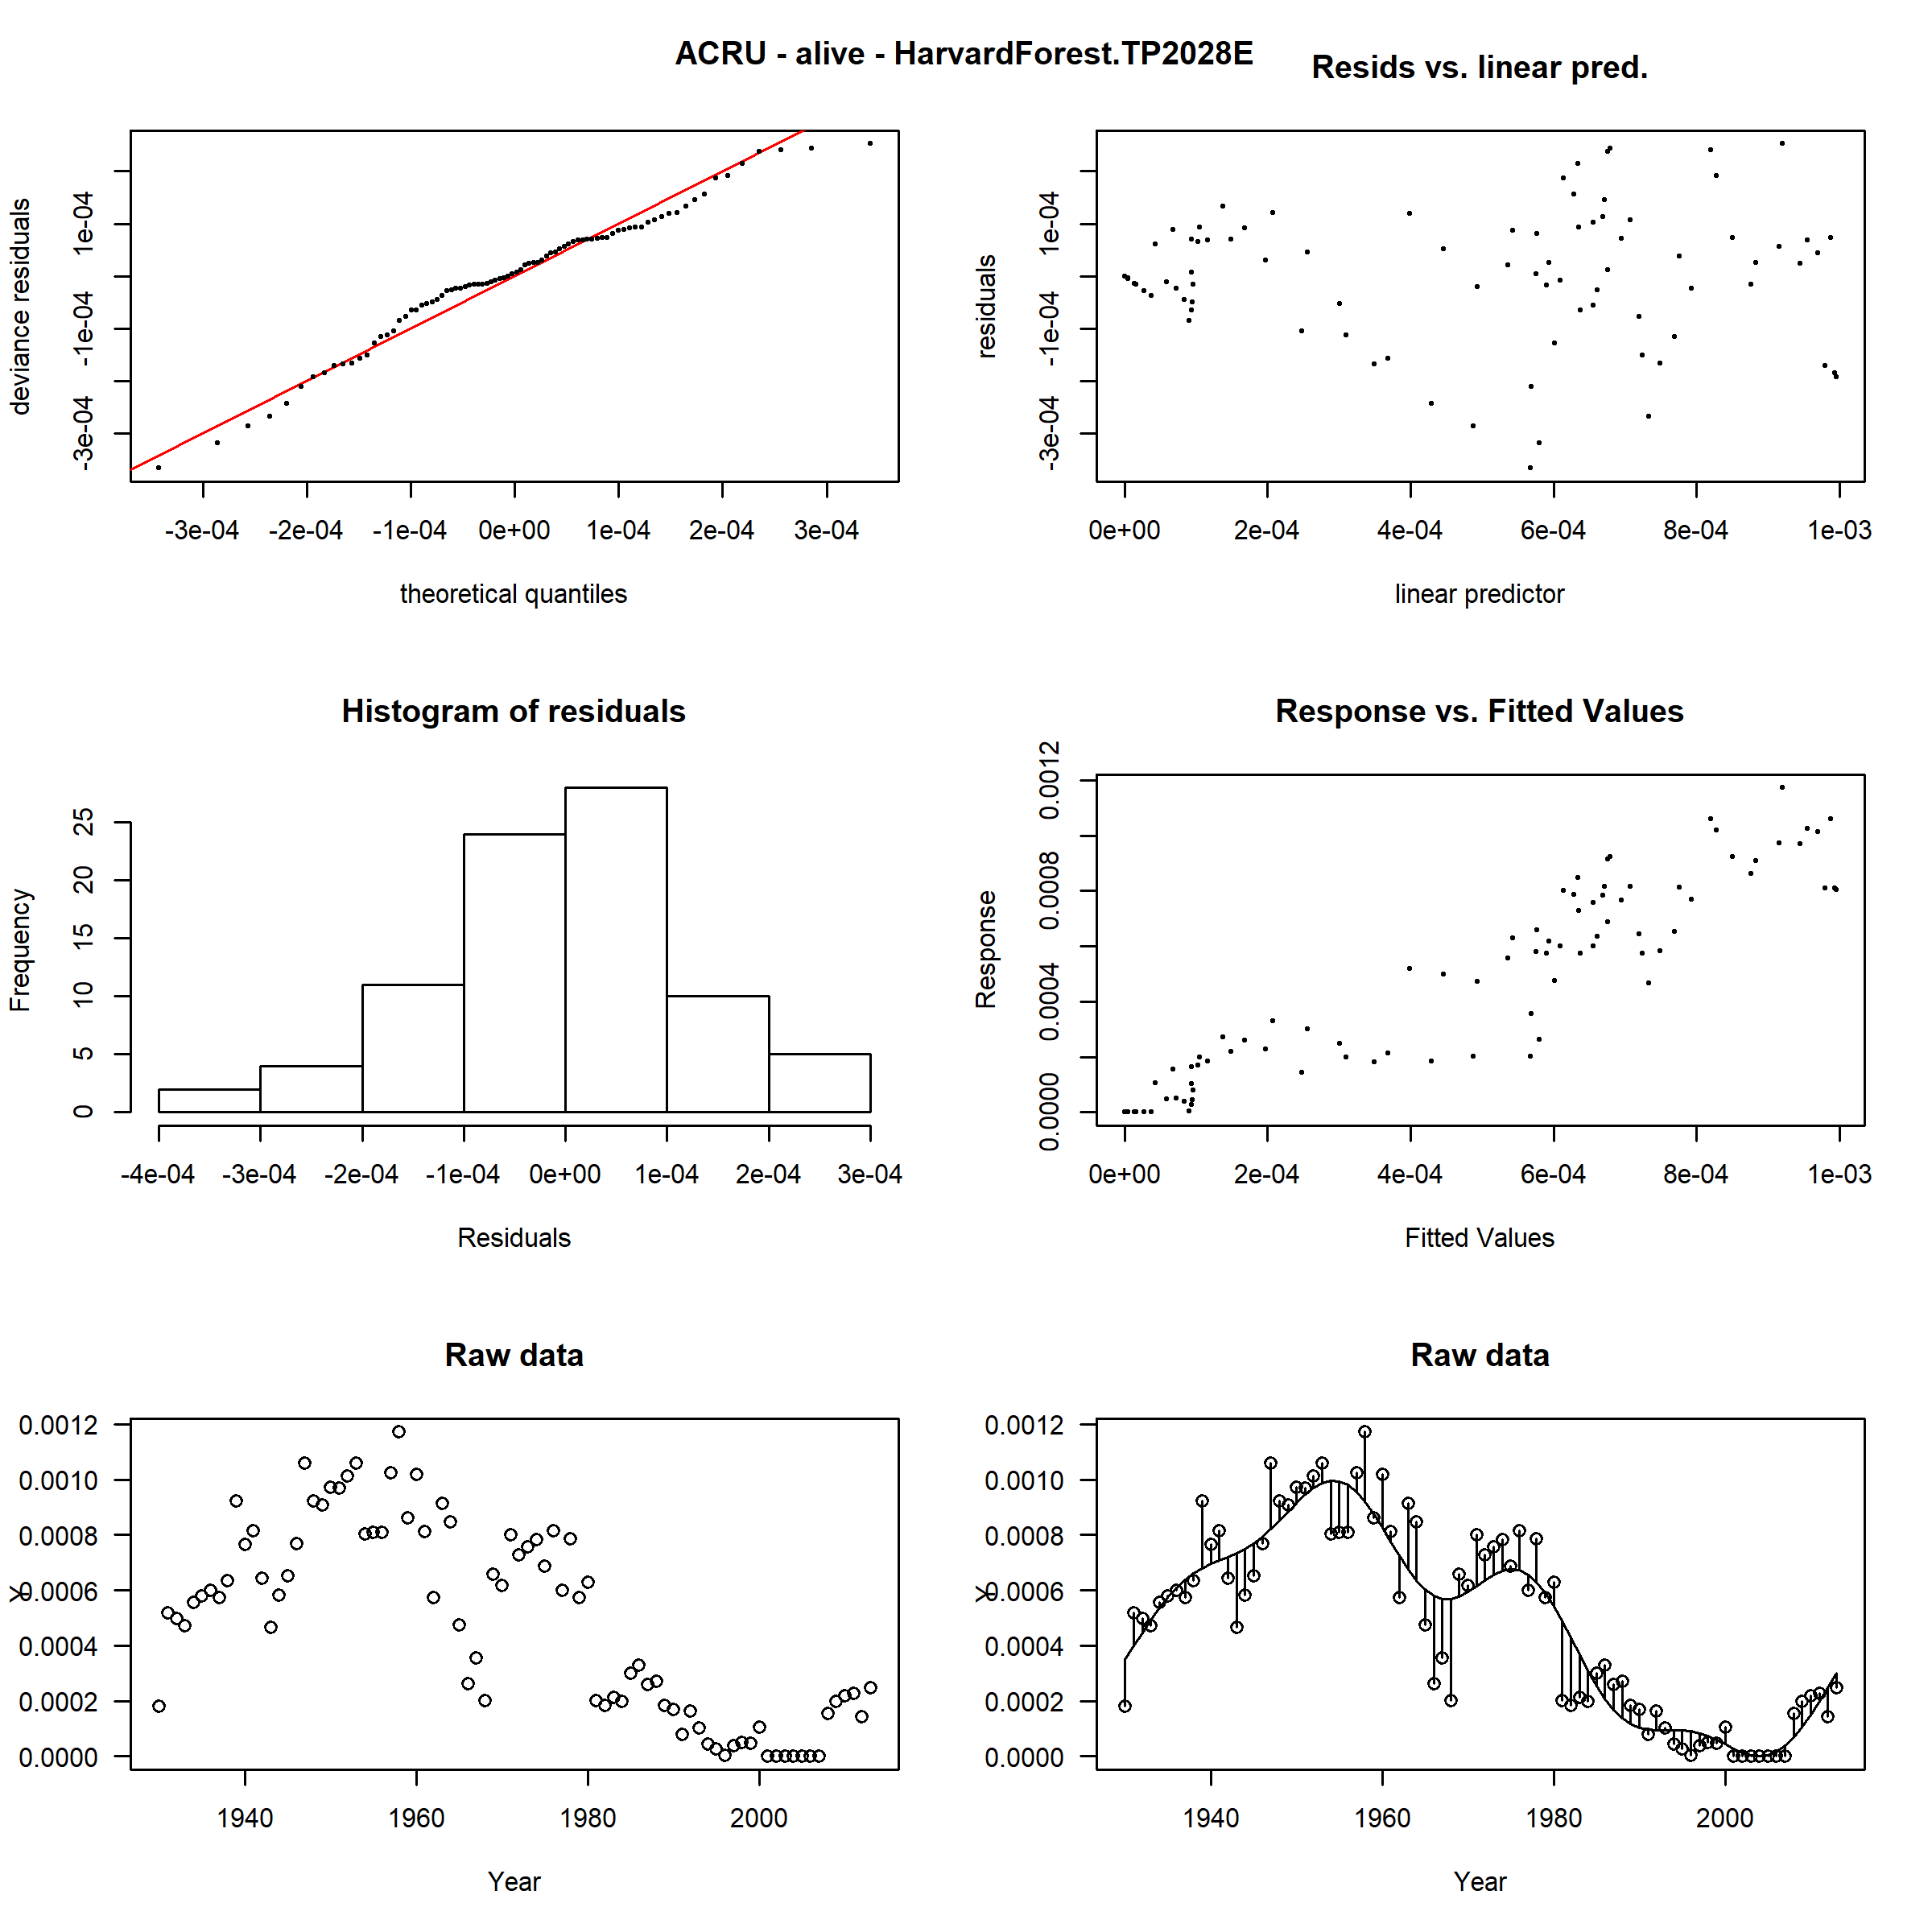 ACRU - alive - HarvardForest.TP2028E
Resids vs. linear pred.
deviance residuals
1e-04
-1e-04
-3e-04
-3e-04 -2e-04 -1e-04 0e+00 1e-04 2e-04 3e-04
theoretical quantiles
residuals
1e-04
-1e-04
-3e-04
0e+00 2e-04 4e-04 6e-04 8e-04 1e-03
linear predictor
Histogram of residuals
Frequency
25
20
15
10
5
0
-4e-04 -3e-04 -2e-04 -1e-04 0e+00 1e-04 2e-04 3e-04
Residuals
Response vs. Fitted Values
Response
0.0012
0.0008
0.0004
0.0000
0e+00 2e-04 4e-04 6e-04 8e-04 1e-03
Fitted Values
Raw data
0.0012
0.0010
0.0008
0.0006
0.0004
0.0002
0.0000
1940 1960 1980 2000
Year
Raw data
0.0012
0.0010
0.0008
0.0006
0.0004
0.0002
0.0000
1940 1960 1980 2000
Year